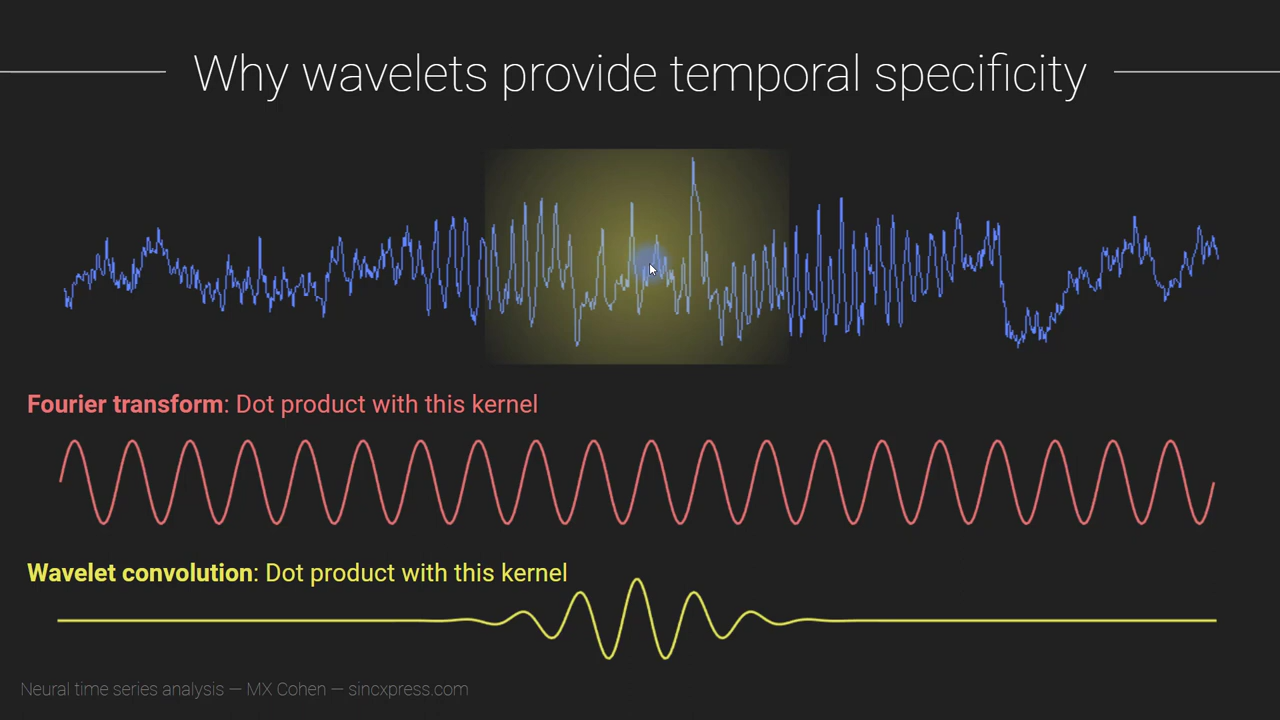 Why wavelets provide temporal specificity
Fourier transform: Dot product with this kernel
Wavelet convolution: Dot product with this kernel
Neural time series analysis — MX Cohen — sincxpress.com